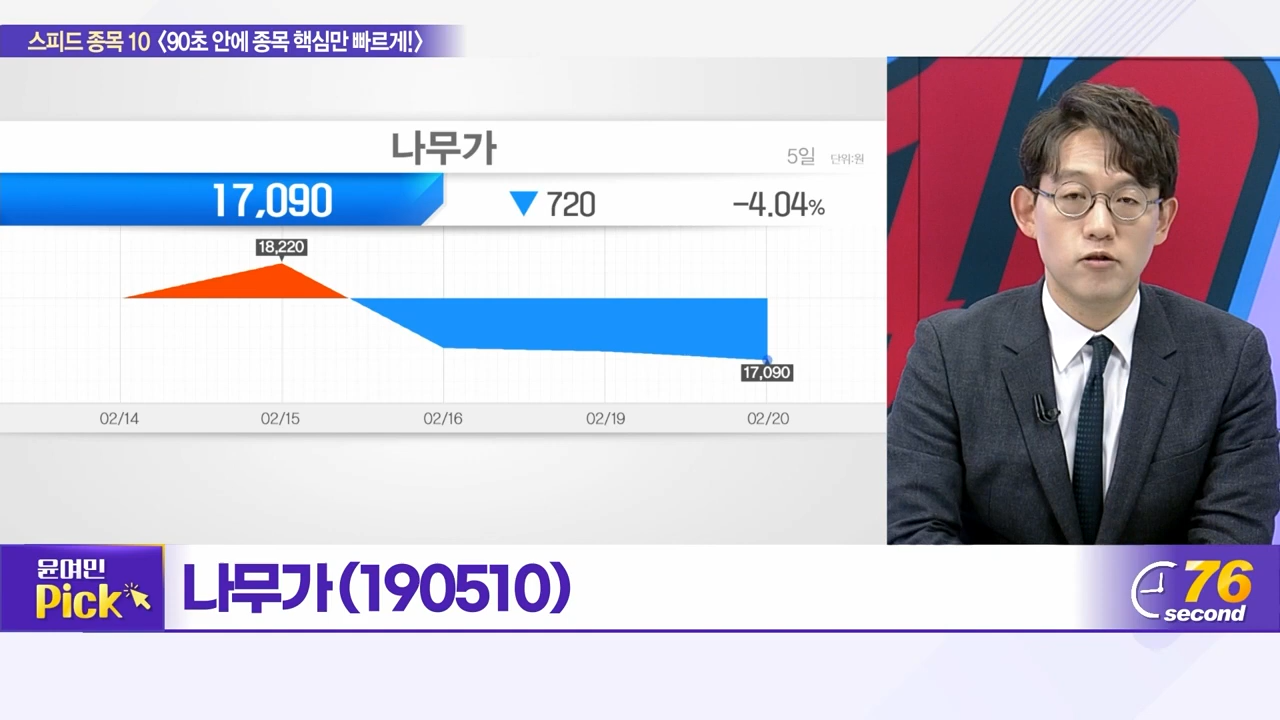 스피드 종목 10 〈90초 안에 종목 핵심만 빠르게!〉
나무가
5일 단위:원
17,090 ▼ 720 -4.04%
18,220
17,090
02/14 02/15 02/16 02/19 02/20
윤여민
Pick
나무가(190510)
76
second